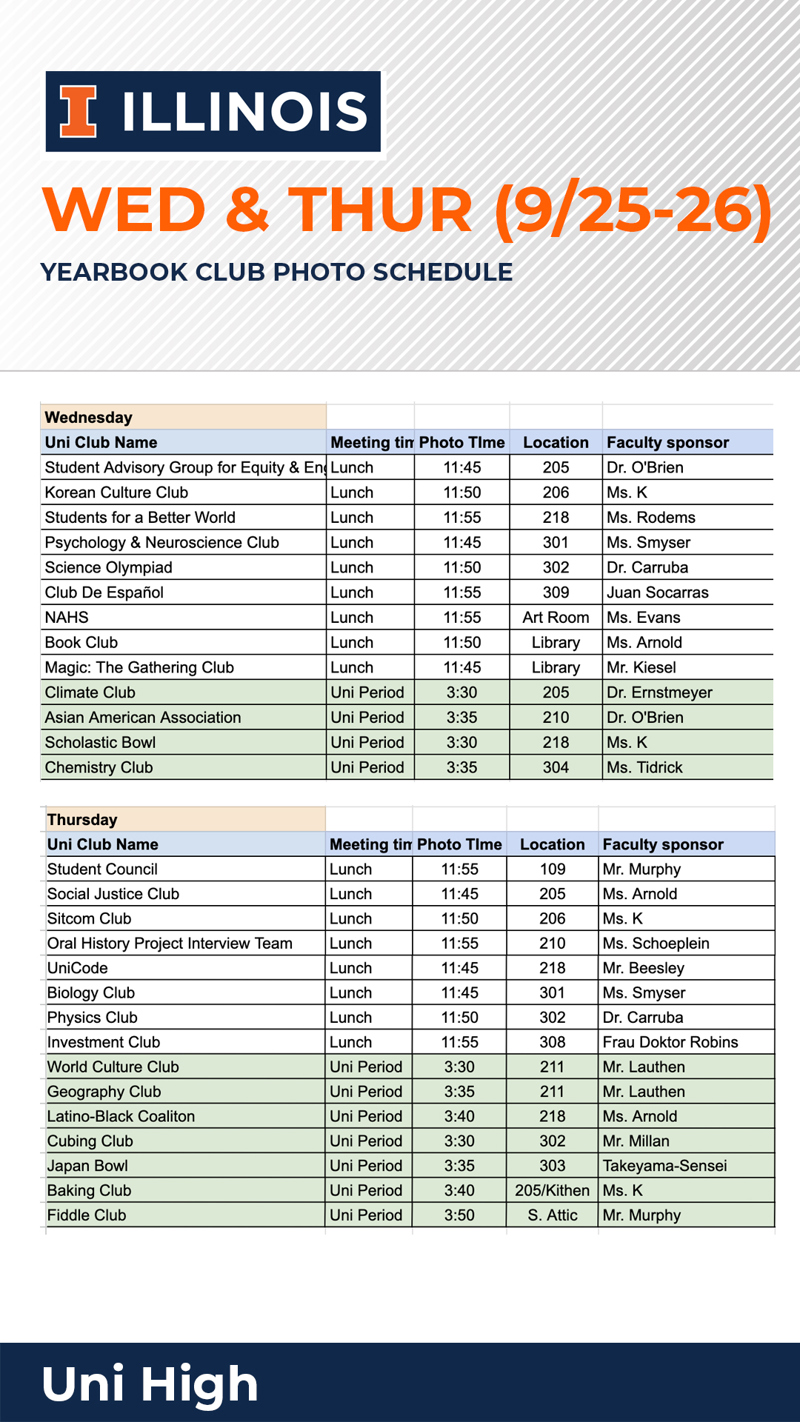 I ILLINOIS
WED & THUR (9/25-26)
YEARBOOK CLUB PHOTO SCHEDULE
Wednesday
Uni Club Name Meeting tim Photo TIme Location Faculty sponsor
Student Advisory Group for Equity & Eng Lunch 11:45 205 Dr. O'Brien
Korean Culture Club Lunch 11:50 206 Ms. K
Students for a Better World Lunch 11:55 218 Ms. Rodems
Psychology & Neuroscience Club Lunch 11:45 301 Ms. Smyser
Science Olympiad Lunch 11:50 302 Dr. Carruba
Club De Español Lunch 11:55 309 Juan Socarras
NAHS Lunch 11:55 Art Room Ms. Evans
Book Club Lunch 11:50 Library Ms. Arnold
Magic: The Gathering Club Lunch 11:45 Library Mr. Kiesel
Climate Club Uni Period 3:30 205 Dr. Ernstmeyer
Asian American Association Uni Period 3:35 210 Dr. O'Brien
Scholastic Bowl Uni Period 3:30 218 Ms. K
Chemistry Club Uni Period 3:35 304 Ms. Tidrick
Thursday
Uni Club Name Meeting tim Photo TIme Location Faculty sponsor
Student Council Lunch 11:55 109 Mr. Murphy
Social Justice Club Lunch 11:45 205 Ms. Arnold
Sitcom Club Lunch 11:50 206 Ms. K
Oral History Project Interview Team Lunch 11:55 210 Ms. Schoeplein
UniCode Lunch 11:45 218 Mr. Beesley
Biology Club Lunch 11:45 301 Ms. Smyser
Physics Club Lunch 11:50 302 Dr. Carruba
Investment Club Lunch 11:55 308 Frau Doktor Robins
World Culture Club Uni Period 3:30 211 Mr. Lauthen
Geography Club Uni Period 3:35 211 Mr. Lauthen
Latino-Black Coaliton Uni Period 3:40 218 Ms. Arnold
Cubing Club Uni Period 3:30 302 Mr. Millan
Japan Bowl Uni Period 3:35 303 Takeyama-Sensei
Baking Club Uni Period 3:40 205/Kithen Ms. K
Fiddle Club Uni Period 3:50 S. Attic Mr. Murphy
Uni High